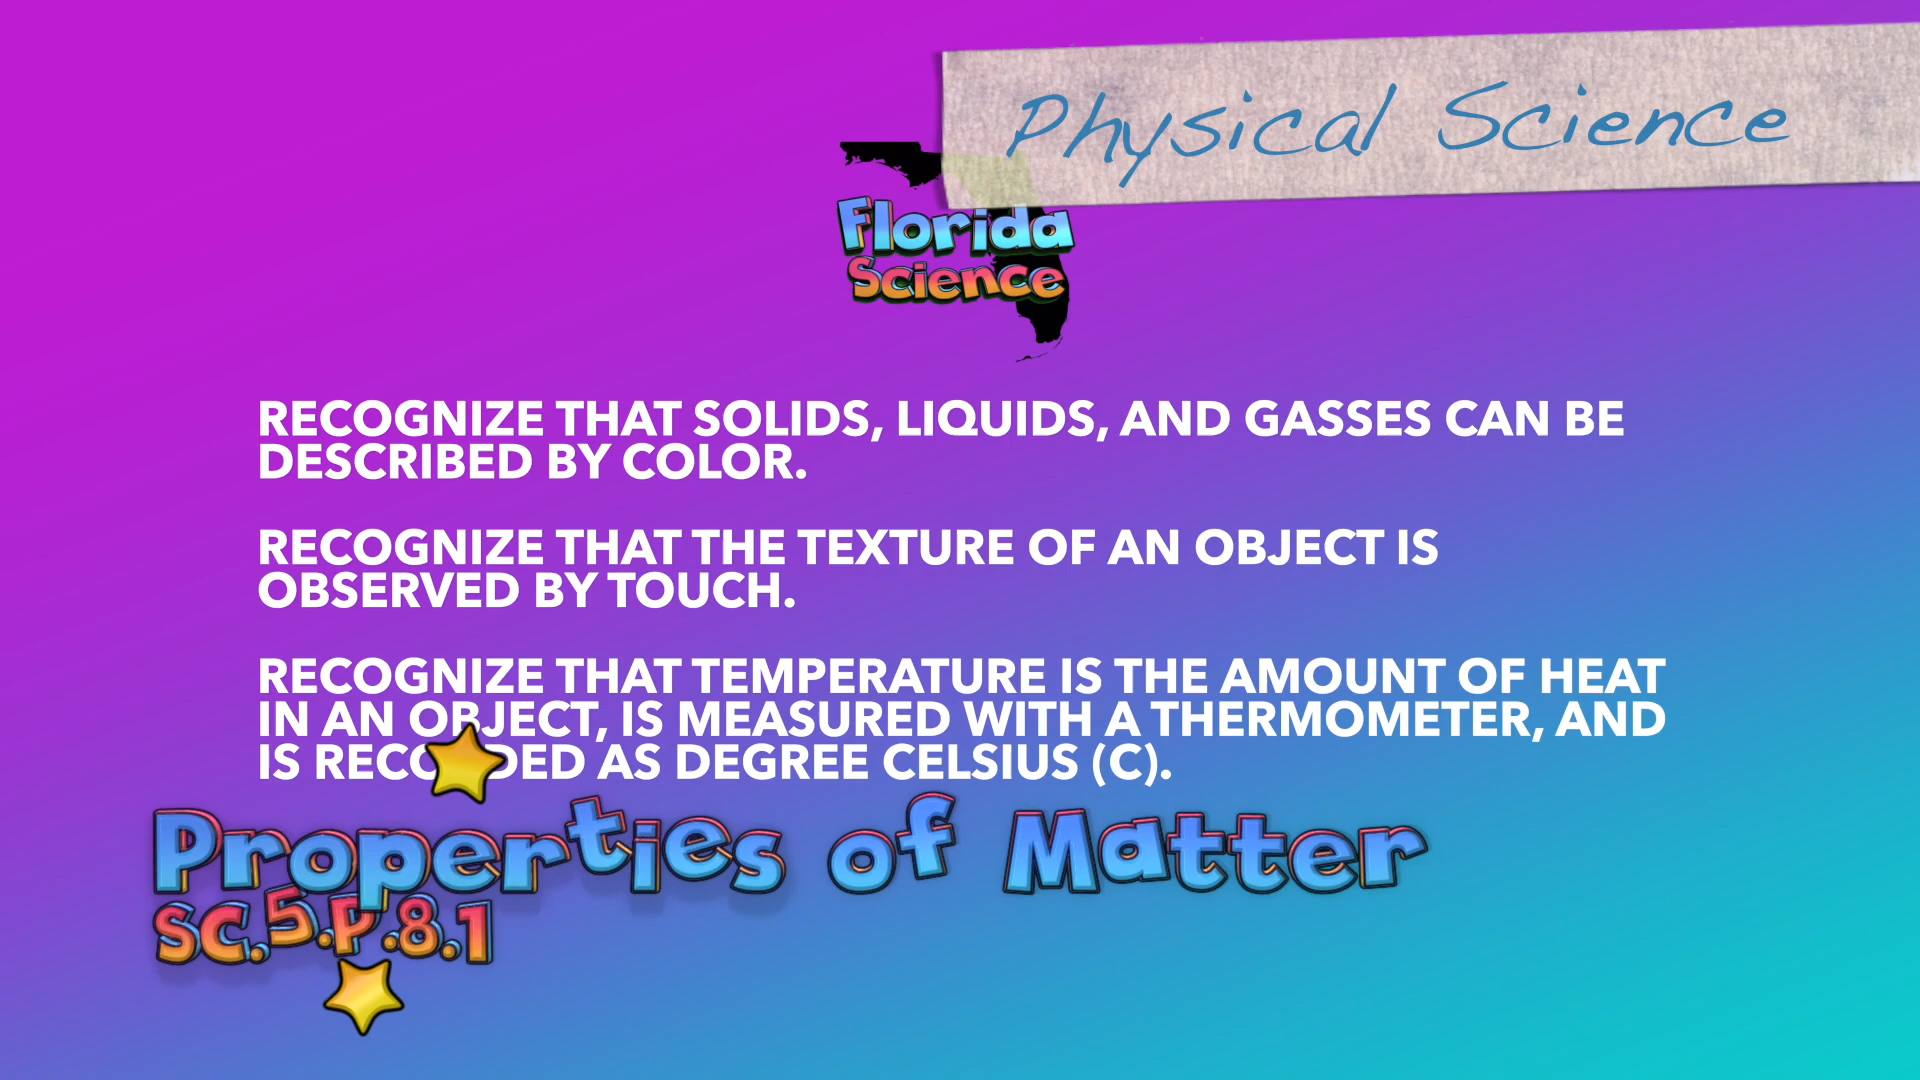 Physical Science
Florida
Science
RECOGNIZE THAT SOLIDS, LIQUIDS, AND GASSES CAN BE
DESCRIBED BY COLOR.
RECOGNIZE THAT THE TEXTURE OF AN OBJECT IS
OBSERVED BY TOUCH.
RECOGNIZE THAT TEMPERATURE IS THE AMOUNT OF HEAT
IN AN OBJECT, IS MEASURED WITH A THERMOMETER, AND
IS RECORDED AS DEGREE CELSIUS (C).
Properties of Matter
SC.5.P.8.1